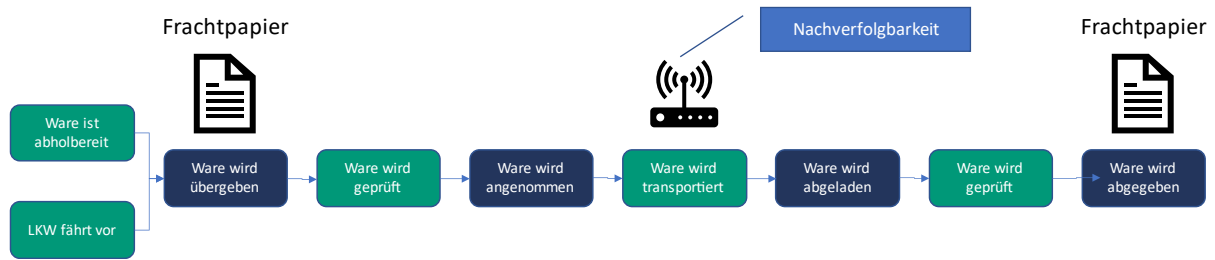 Frachtpapier
Nachverfolgbarkeit
Frachtpapier
Ware ist
abholbereit
LKW fährt vor
Ware wird
übergeben
Ware wird
geprüft
Ware wird
angenommen
Ware wird
transportiert
Ware wird
abgeladen
Ware wird
geprüft
Ware wird
abgegeben